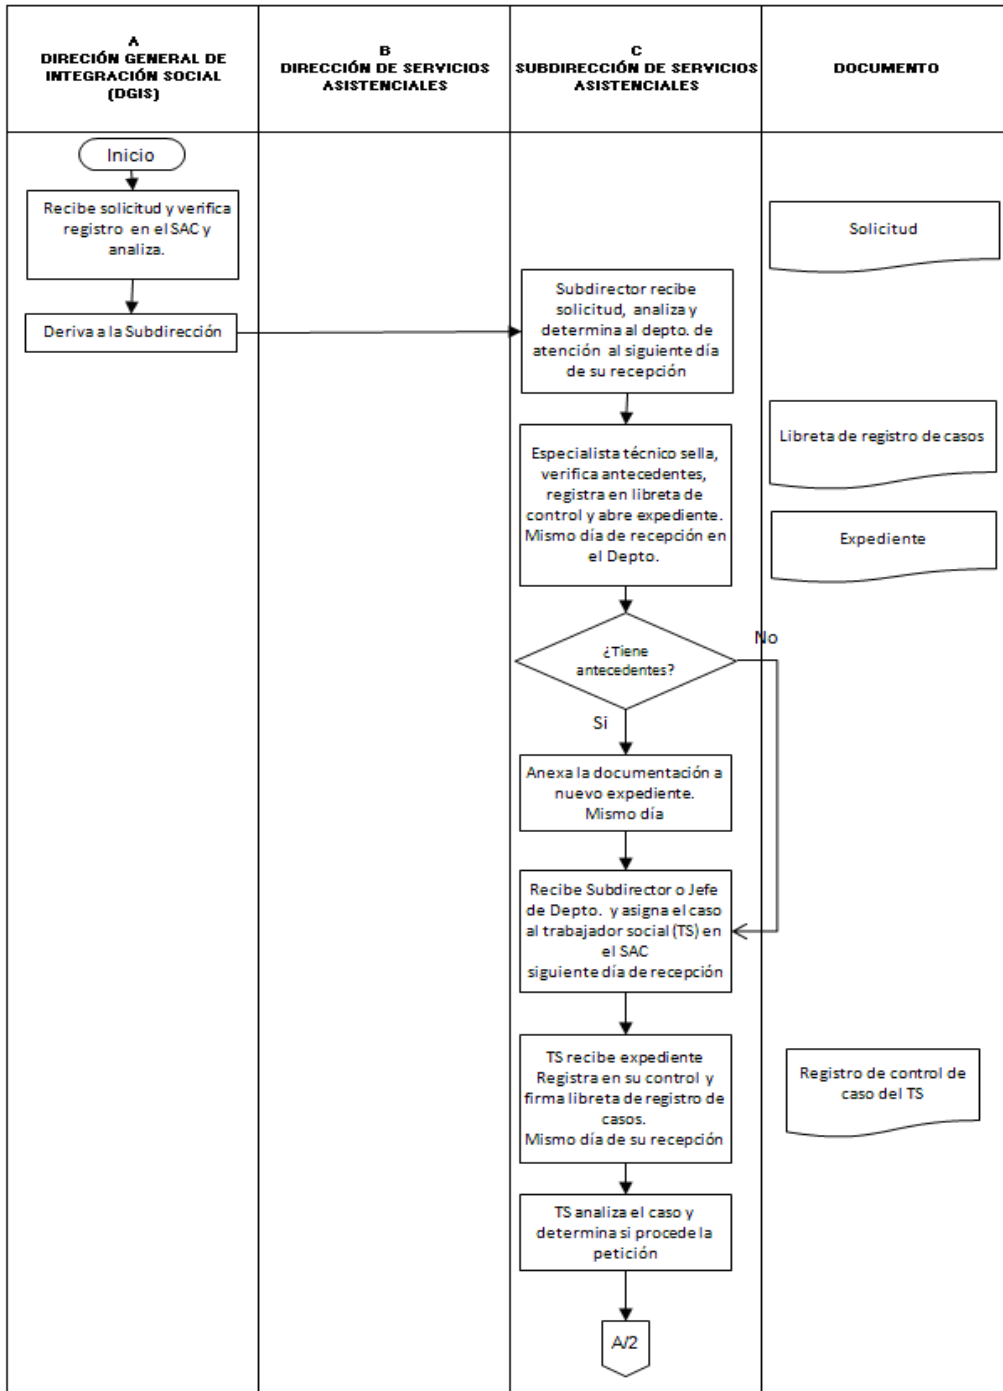 A
DIRECIÓN GENERAL DE
INTEGRACIÓN SOCIAL
(DGIS)
B
DIRECCIÓN DE SERVICIOS
ASISTENCIALES
C
SUBDIRECCIÓN DE SERVICIOS
ASISTENCIALES
DOCUMENTO
Inicio
Recibe solicitud y verifica
registro en el SAC y
analiza.
Solicitud
Deriva a la Subdirección
Subdirector recibe
solicitud, analiza y
determina al depto. de
atención al siguiente día
de su recepción
Especialista técnico sella,
verifica antecedentes,
registra en libreta de
control y abre expediente.
Mismo día de recepción en
el Depto.
Libreta de registro de casos
Expediente
¿Tiene
antecedentes?
No
Si
Anexa la documentación a
nuevo expediente.
Mismo día
Recibe Subdirector o Jefe
de Depto. y asigna el caso
al trabajador social (TS) en
el SAC
siguiente día de recepción
TS recibe expediente
Registra en su control y
firma libreta de registro de
casos.
Mismo día de su recepción
Registro de control de
caso del TS
TS analiza el caso y
determina si procede la
petición
A/2